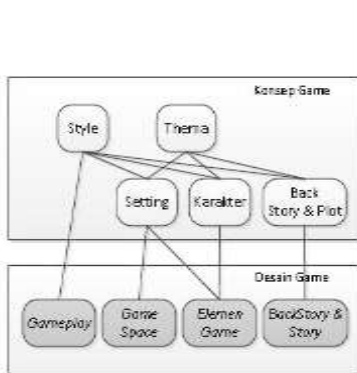 Konsep Game
Style
Thema
Setting
Karakter
Back
Story & Plot
Desain Game
Gameplay
Game
Space
Elemen
Game
BackStory &
Story